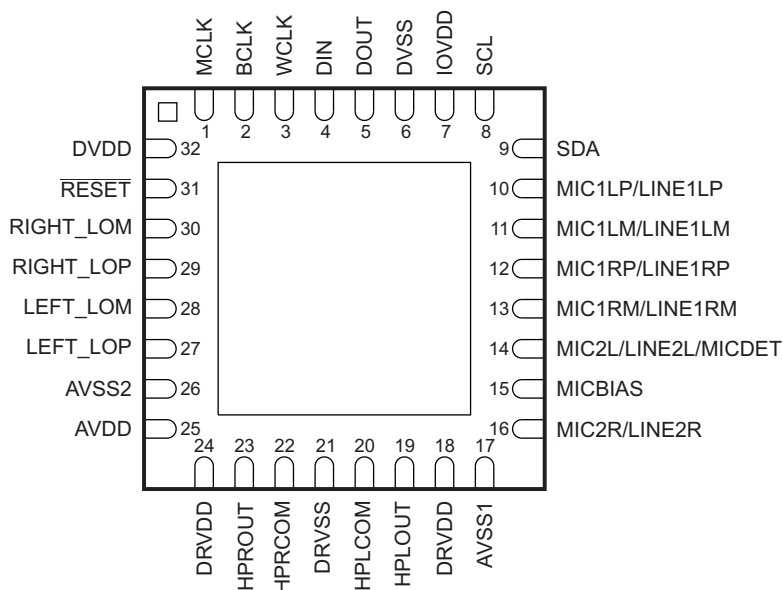 MCLK
BCLK
WCLK
DIN
DOUT
DVSS
IOVDD
SCL
1
2
3
4
5
6
7
8
DVDD 32
RESET 31
RIGHT_LOM 30
RIGHT_LOP 29
LEFT_LOM 28
LEFT_LOP 27
AVSS2 26
AVDD 25
9 SDA
10 MIC1LP/LINE1LP
11 MIC1LM/LINE1LM
12 MIC1RP/LINE1RP
13 MIC1RM/LINE1RM
14 MIC2L/LINE2L/MICDET
15 MICBIAS
16 MIC2R/LINE2R
24
23
22
21
20
19
18
17
DRVDD
HPROUT
HPRCOM
DRVSS
HPLCOM
HPLOUT
DRVDD
AVSS1